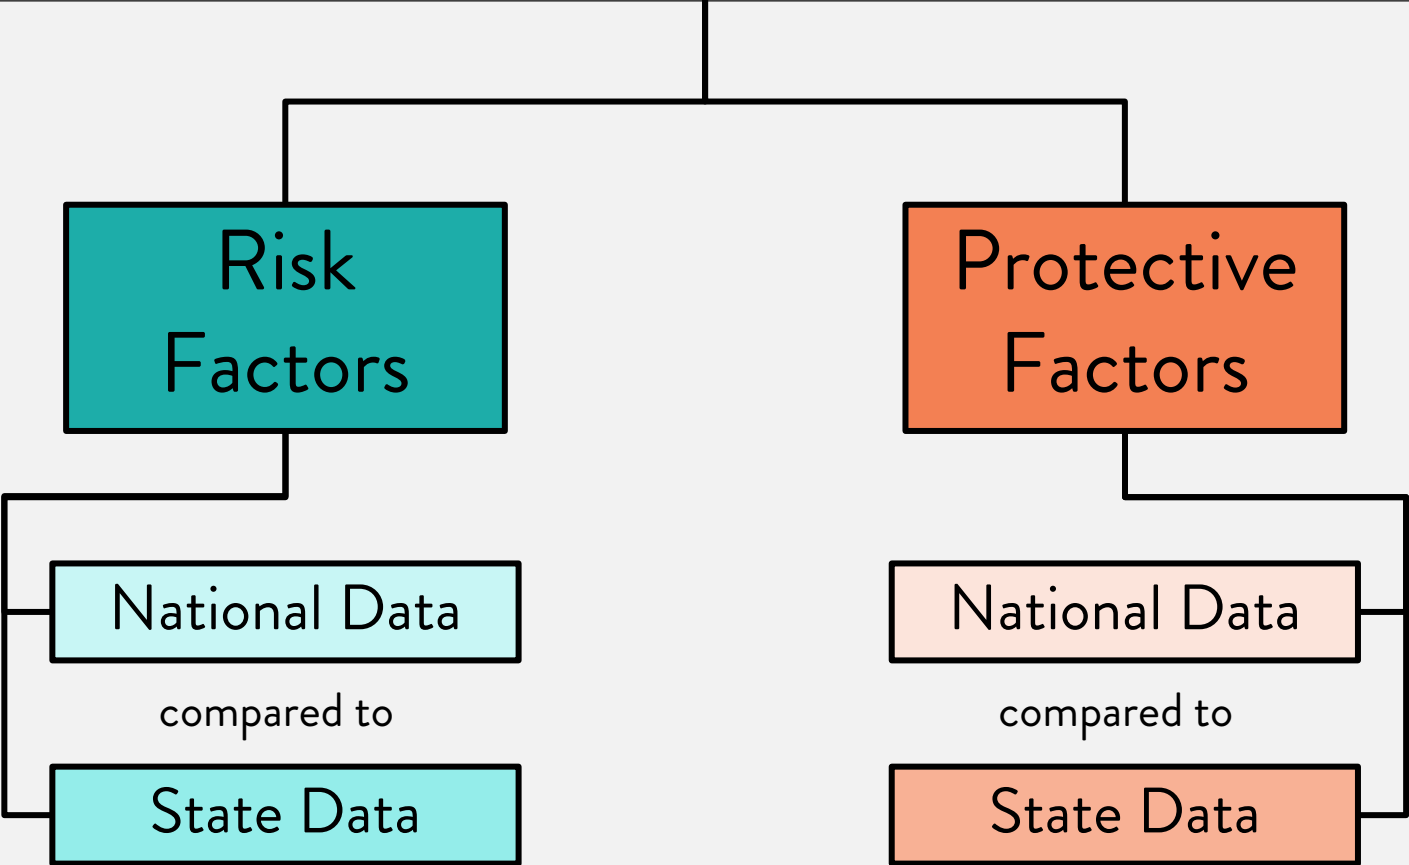 Risk
Factors
Protective
Factors
National Data
compared to
State Data
National Data
compared to
State Data